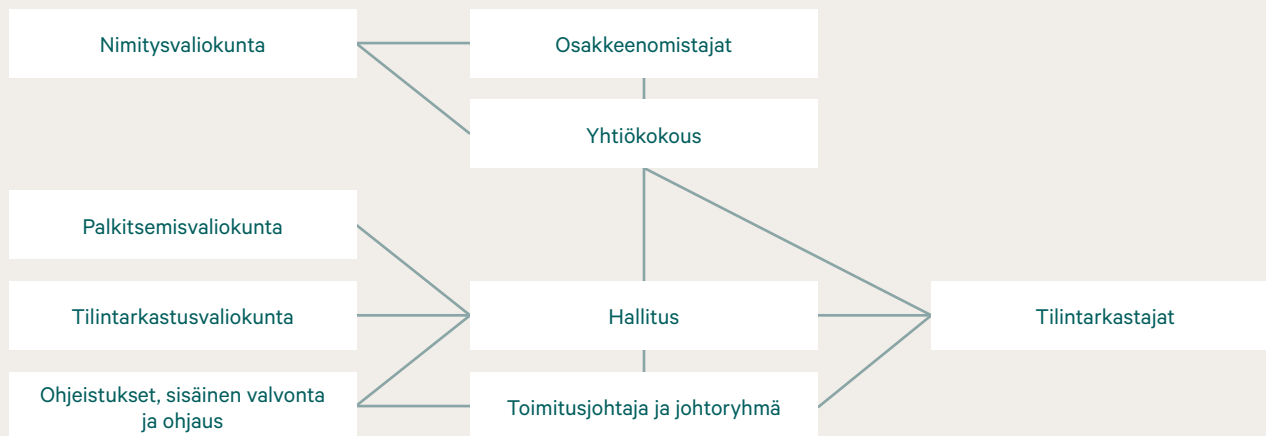 Nimitysvaliokunta
Osakkeenomistajat
Yhtiökokous
Palkitsemisvaliokunta
Tilintarkastusvaliokunta
Hallitus
Tilintarkastajat
Ohjeistukset, sisäinen valvonta
ja ohjaus
Toimitusjohtaja ja johtoryhmä